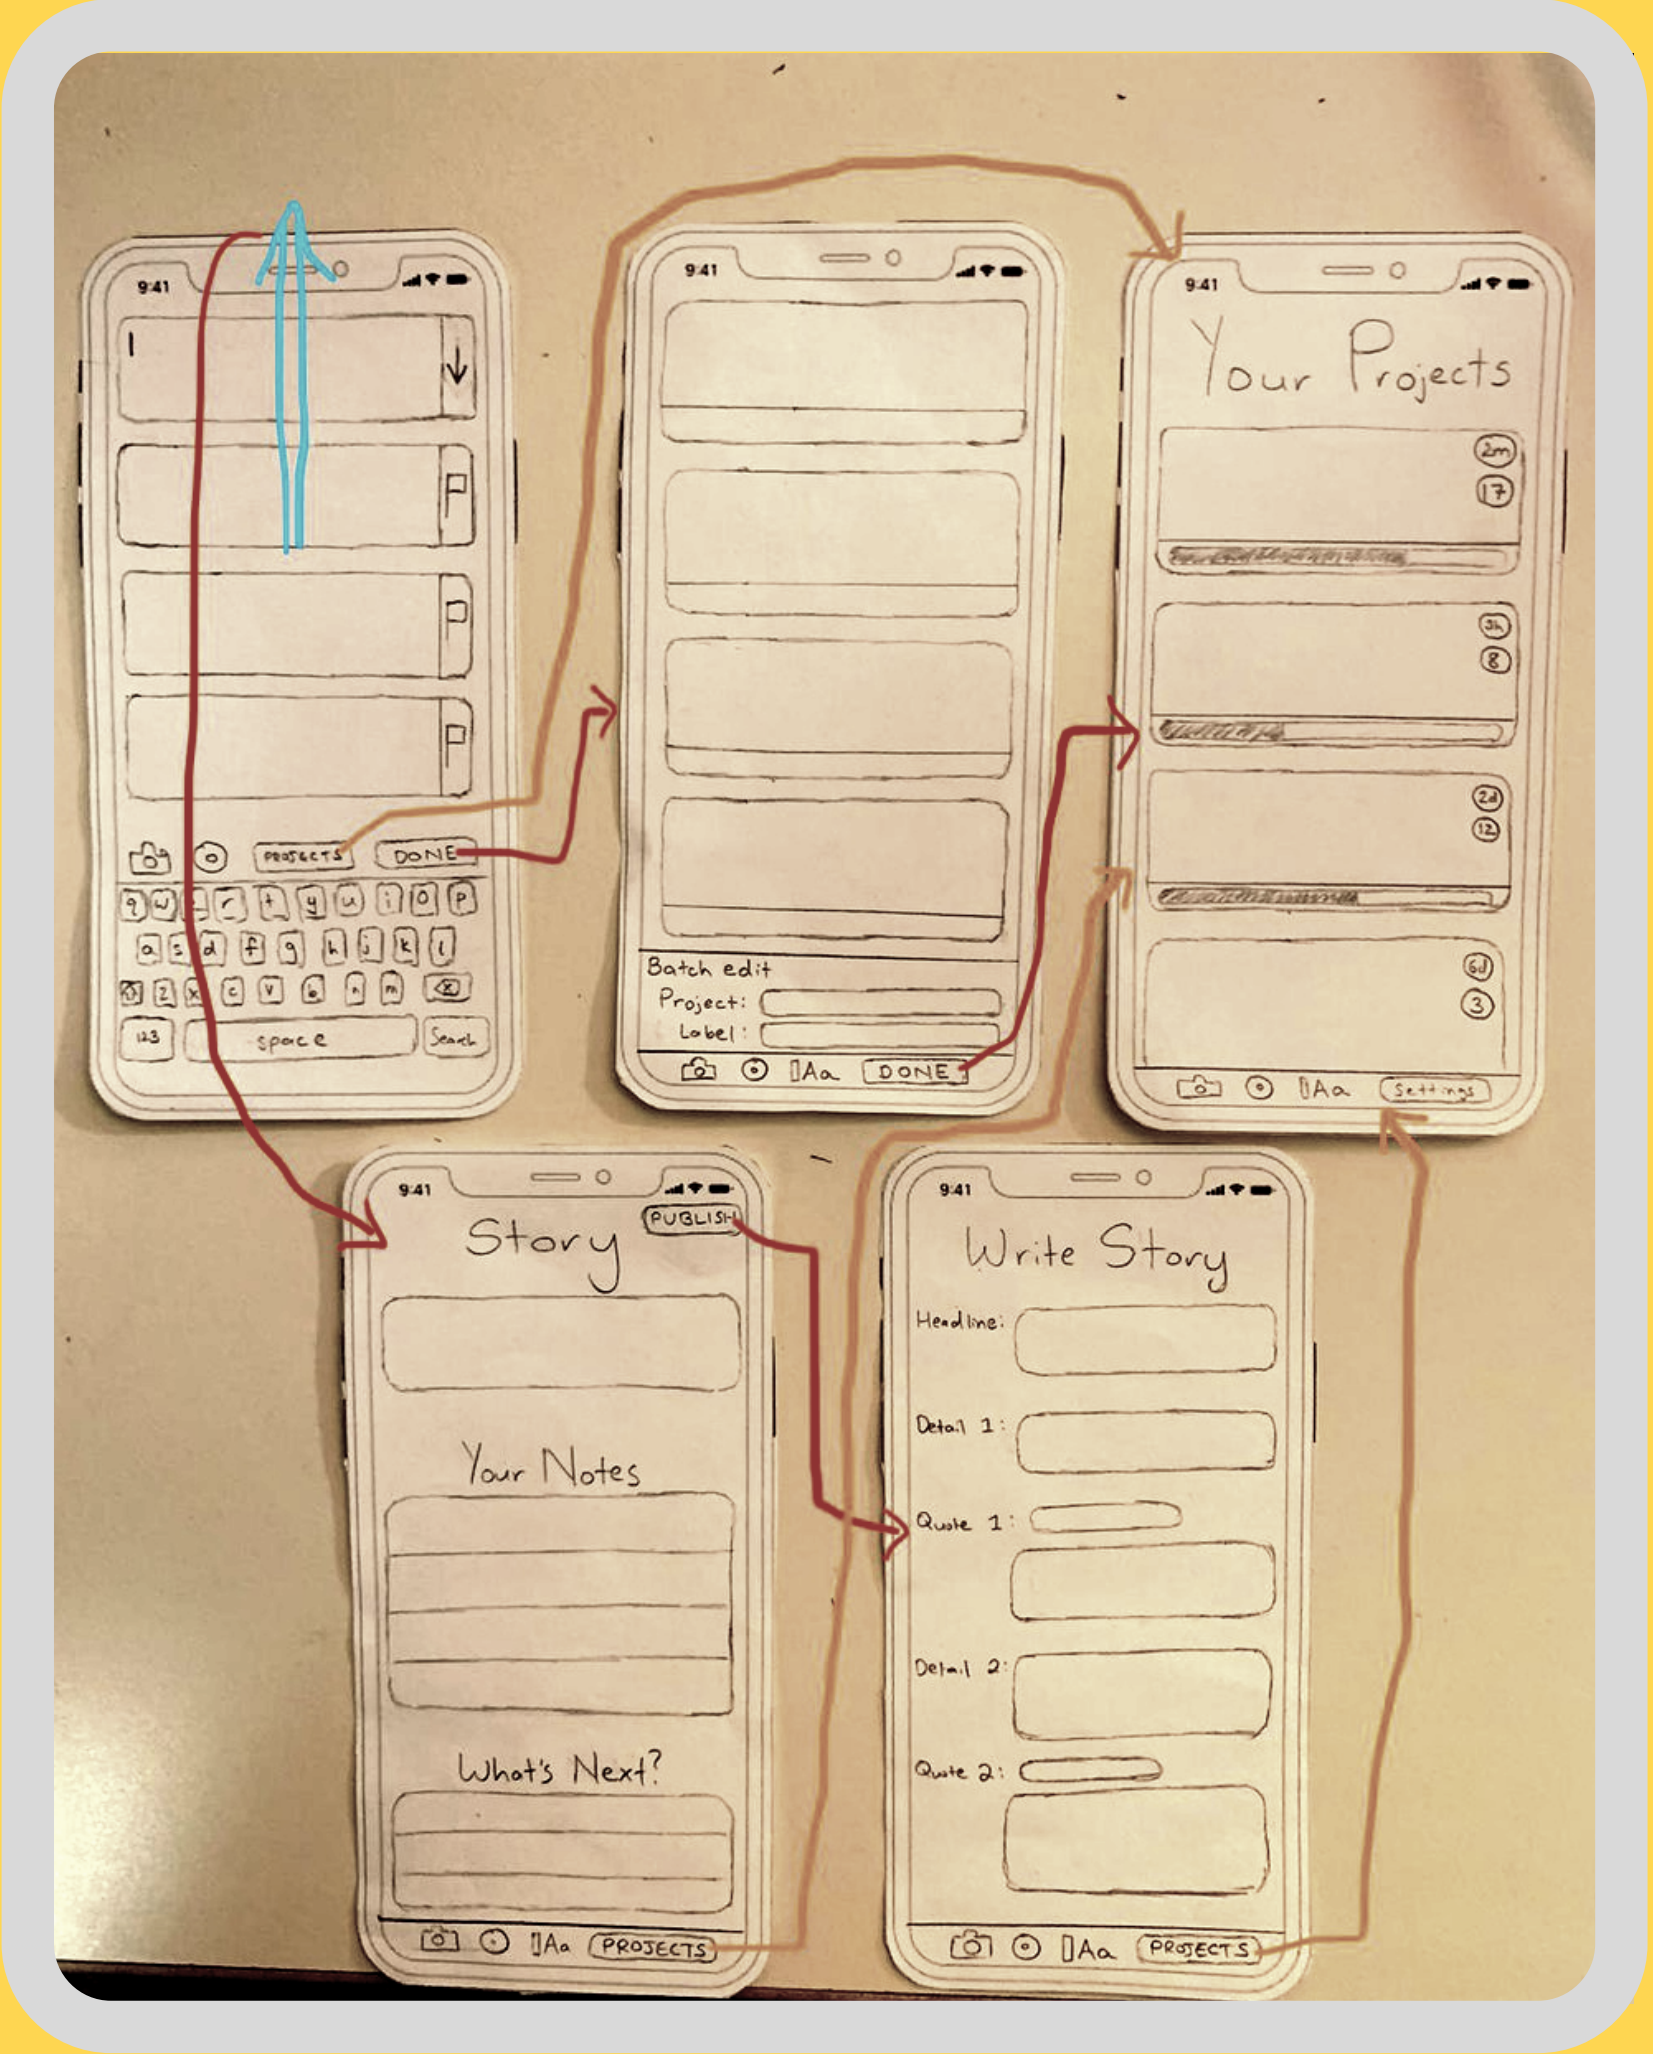 9:41
PROJECTS
DONE
q w r t y u i o p
a s d f g h j k l
z x c v b n m
123
space
Search
9:41
Batch edit
Project:
Label:
Aa
DONE
9:41
Your Projects
2m
17
3h
8
2d
12
6d
3
Aa
Settings
9:41
PUBLISH
Story
Your Notes
What's Next?
Aa
PROJECTS
9:41
Write Story
Headline:
Detail 1:
Quote 1:
Detail 2:
Quote 2:
Aa
PROJECTS